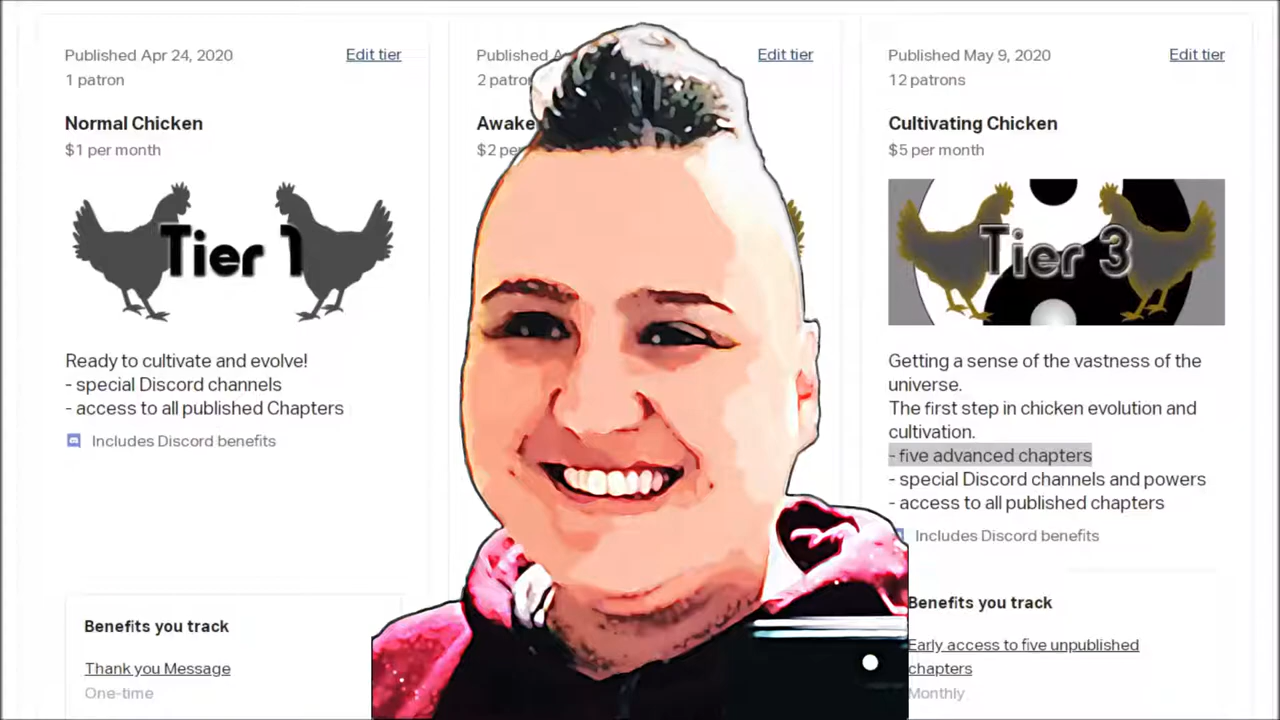 Published Apr 24, 2020
Edit tier
1 patron
Normal Chicken
$1 per month
Tier 1
Ready to cultivate and evolve!
- special Discord channels
- access to all published Chapters
Includes Discord benefits
Benefits you track
Thank you Message
One-time
Published
Edit tier
2
$2
Published May 9, 2020
Edit tier
12 patrons
Cultivating Chicken
$5 per month
Tier 3
Getting a sense of the vastness of the
universe.
The first step in chicken evolution and
cultivation.
- five advanced chapters
- special Discord channels and powers
- access to all published chapters
Includes Discord benefits
Benefits you track
Early access to five unpublished
chapters
Monthly